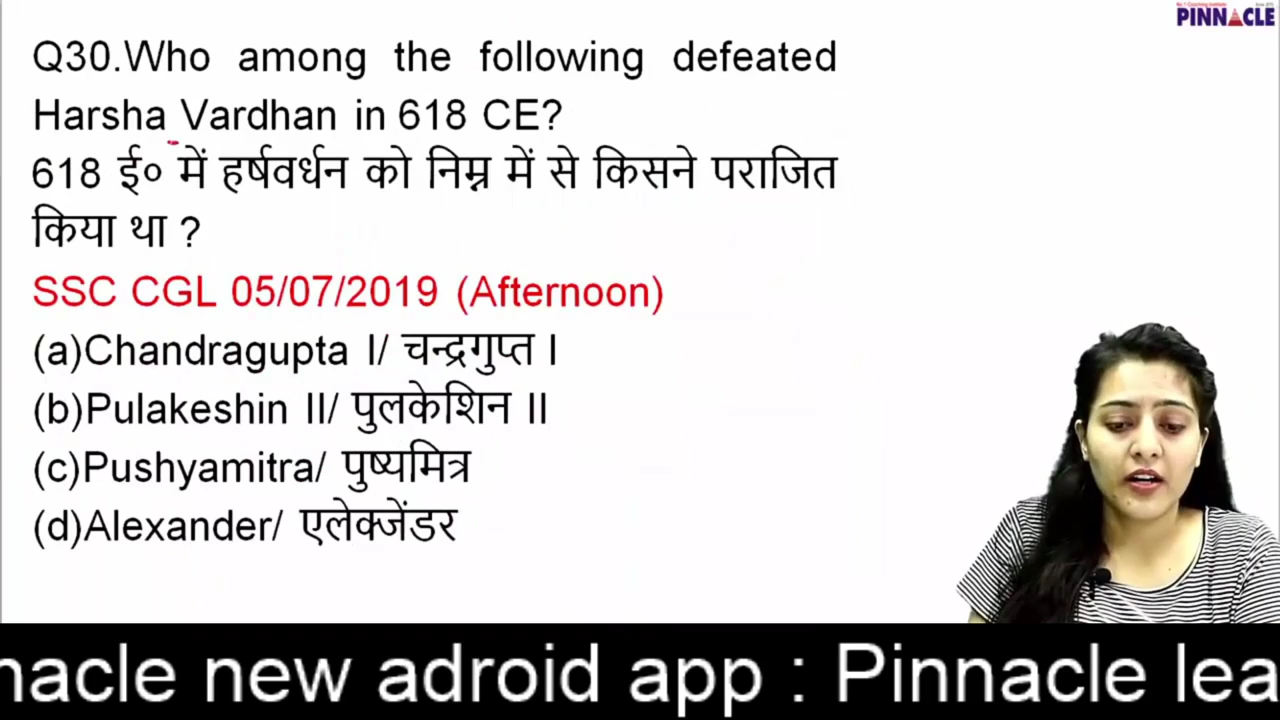 PINNACLE
Q30.Who among the following defeated
Harsha Vardhan in 618 CE?
618 ई० में हर्षवर्धन को निम्न में से किसने पराजित
किया था ?
SSC CGL 05/07/2019 (Afternoon)
(a)Chandragupta I/ चन्द्रगुप्त I
(b)Pulakeshin II/ पुलकेशिन II
(c)Pushyamitra/ पुष्यमित्र
(d)Alexander/ एलेक्जेंडर
nacle new adroid app : Pinnacle lea